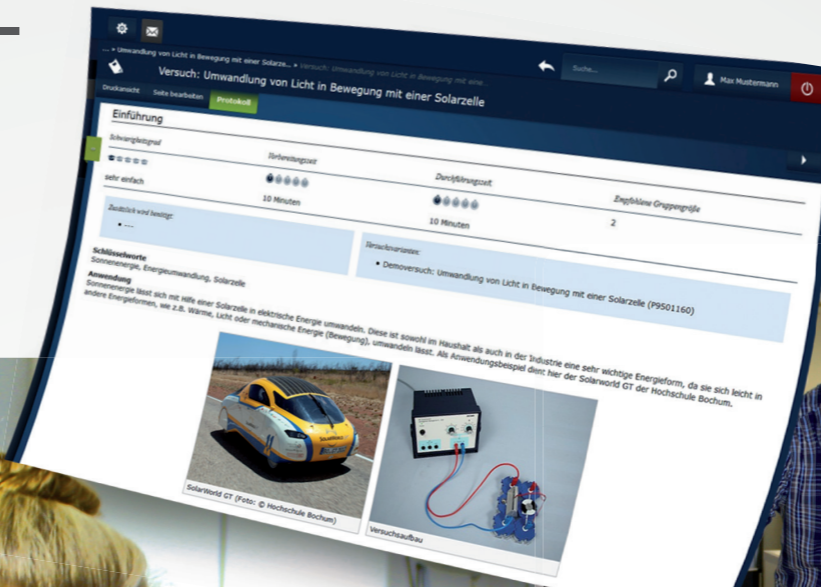 ... » Umwandlung von Licht in Bewegung mit einer Solarze... » Versuch: Umwandlung von Licht in Bewegung mit eine...
Suche...
Max Mustermann
Versuch: Umwandlung von Licht in Bewegung mit einer Solarzelle
Druckansicht Seite bearbeiten Protokoll
Einführung
Schwierigkeitsgrad Vorbereitungszeit Durchführungszeit Empfohlene Gruppengröße
sehr einfach 10 Minuten 10 Minuten 2
Zusätzlich wird benötigt:
• ----
Versuchsvarianten:
• Demoversuch: Umwandlung von Licht in Bewegung mit einer Solarzelle (P9501160)
Schlüsselworte
Sonnenenergie, Energieumwandlung, Solarzelle
Anwendung
Sonnenenergie lässt sich mit Hilfe einer Solarzelle in elektrische Energie umwandeln. Diese ist sowohl im Haushalt als auch in der Industrie eine sehr wichtige Energieform, da sie sich leicht in
andere Energieformen, wie z.B. Wärme, Licht oder mechanische Energie (Bewegung), umwandeln lässt. Als Anwendungsbeispiel dient hier der Solarworld GT der Hochschule Bochum.
SOLARWORLD
SolarWorld GT (Foto: © Hochschule Bochum)
Versuchsaufbau